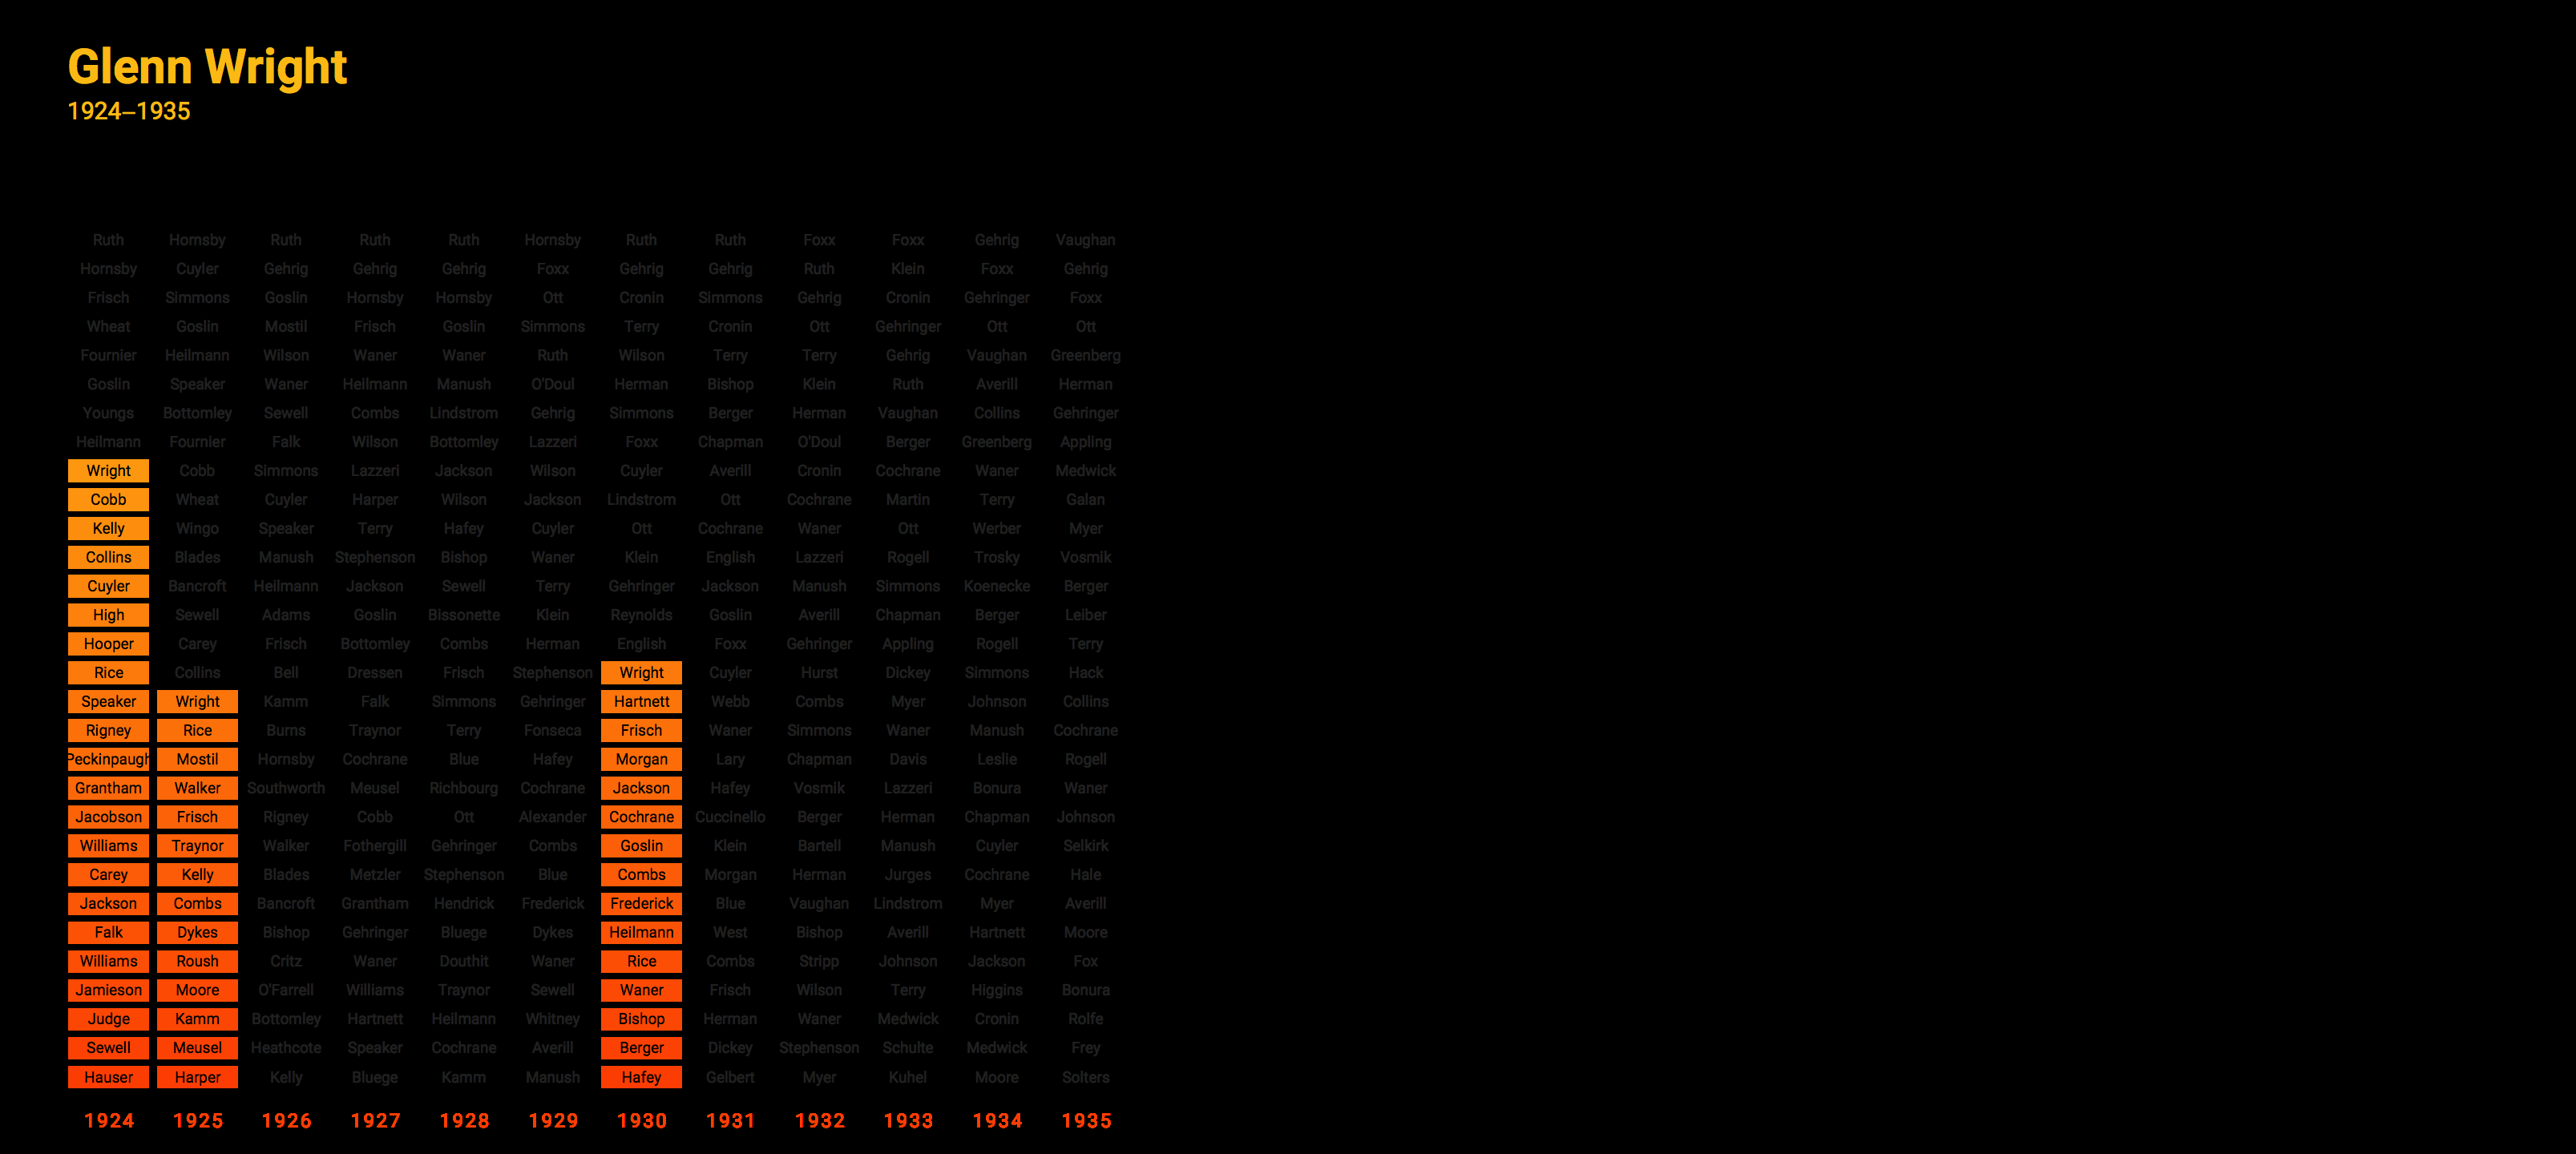 Glenn Wright
1924–1935
Ruth Hornsby Ruth Ruth Ruth Hornsby Ruth Ruth Foxx Foxx Gehrig Vaughan
Hornsby Cuyler Gehrig Gehrig Gehrig Foxx Gehrig Gehrig Ruth Klein Foxx Gehrig
Frisch Simmons Goslin Hornsby Hornsby Ott Cronin Simmons Gehrig Cronin Gehringer Foxx
Wheat Goslin Mostil Frisch Goslin Simmons Terry Cronin Ott Gehringer Ott Ott
Fournier Heilmann Wilson Waner Waner Ruth Wilson Terry Terry Gehrig Vaughan Greenberg
Goslin Speaker Waner Heilmann Manush O'Doul Herman Bishop Klein Ruth Averill Herman
Youngs Bottomley Sewell Combs Lindstrom Gehrig Simmons Berger Herman Vaughan Collins Gehringer
Heilmann Fournier Falk Wilson Bottomley Lazzeri Foxx Chapman O'Doul Berger Greenberg Appling
Wright Cobb Simmons Lazzeri Jackson Wilson Cuyler Averill Cronin Cochrane Waner Medwick
Cobb Wheat Cuyler Harper Wilson Jackson Lindstrom Ott Cochrane Martin Terry Galan
Kelly Wingo Speaker Terry Hafey Cuyler Ott Cochrane Waner Ott Werber Myer
Collins Blades Manush Stephenson Bishop Waner Klein English Lazzeri Rogell Trosky Vosmik
Cuyler Bancroft Heilmann Jackson Sewell Terry Gehringer Jackson Manush Simmons Koenecke Berger
High Sewell Adams Goslin Bissonette Klein Reynolds Goslin Averill Chapman Berger Leiber
Hooper Carey Frisch Bottomley Combs Herman English Foxx Gehringer Appling Rogell Terry
Rice Collins Bell Dressen Frisch Stephenson Wright Cuyler Hurst Dickey Simmons Hack
Speaker Wright Kamm Falk Simmons Gehringer Hartnett Webb Combs Myer Johnson Collins
Rigney Rice Burns Traynor Terry Fonseca Frisch Waner Simmons Waner Manush Cochrane
Peckinpaugh Mostil Hornsby Cochrane Blue Hafey Morgan Lary Chapman Davis Leslie Rogell
Grantham Walker Southworth Meusel Richbourg Cochrane Jackson Hafey Vosmik Lazzeri Bonura Waner
Jacobson Frisch Rigney Cobb Ott Alexander Cochrane Cuccinello Berger Herman Chapman Johnson
Williams Traynor Walker Fothergill Gehringer Combs Goslin Klein Bartell Manush Cuyler Selkirk
Carey Kelly Blades Metzler Stephenson Blue Combs Morgan Herman Jurges Cochrane Hale
Jackson Combs Bancroft Grantham Hendrick Frederick Frederick Blue Vaughan Lindstrom Myer Averill
Falk Dykes Bishop Gehringer Bluege Dykes Heilmann West Bishop Averill Hartnett Moore
Williams Roush Critz Waner Douthit Waner Rice Combs Stripp Johnson Jackson Fox
Jamieson Moore O'Farrell Williams Traynor Sewell Waner Frisch Wilson Terry Higgins Bonura
Judge Kamm Bottomley Hartnett Heilmann Whitney Bishop Herman Waner Medwick Cronin Rolfe
Sewell Meusel Heathcote Speaker Cochrane Averill Berger Dickey Stephenson Schulte Medwick Frey
Hauser Harper Kelly Bluege Kamm Manush Hafey Gelbert Myer Kuhel Moore Solters
1924 1925 1926 1927 1928 1929 1930 1931 1932 1933 1934 1935